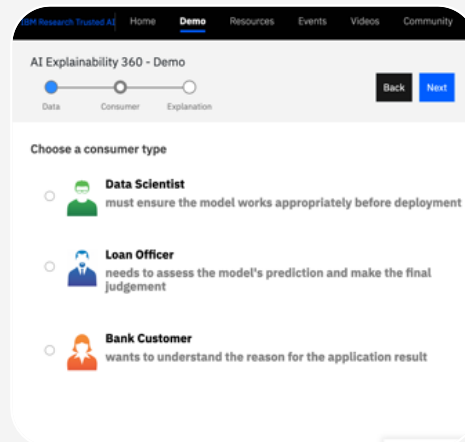 IBM Research Trusted AI Home Demo Resources Events Videos Community
AI Explainability 360 - Demo
Back Next
Data Consumer Explanation
Choose a consumer type
Data Scientist
must ensure the model works appropriately before deployment
Loan Officer
needs to assess the model's prediction and make the final
judgement
Bank Customer
wants to understand the reason for the application result